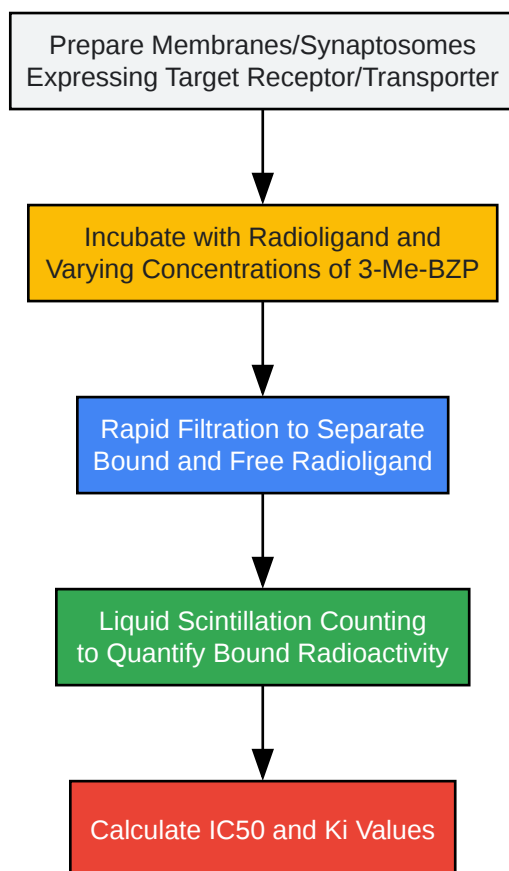 Prepare Membranes/Synaptosomes
Expressing Target Receptor/Transporter
Incubate with Radioligand and
Varying Concentrations of 3-Me-BZP
Rapid Filtration to Separate
Bound and Free Radioligand
Liquid Scintillation Counting
to Quantify Bound Radioactivity
Calculate IC50 and Ki Values